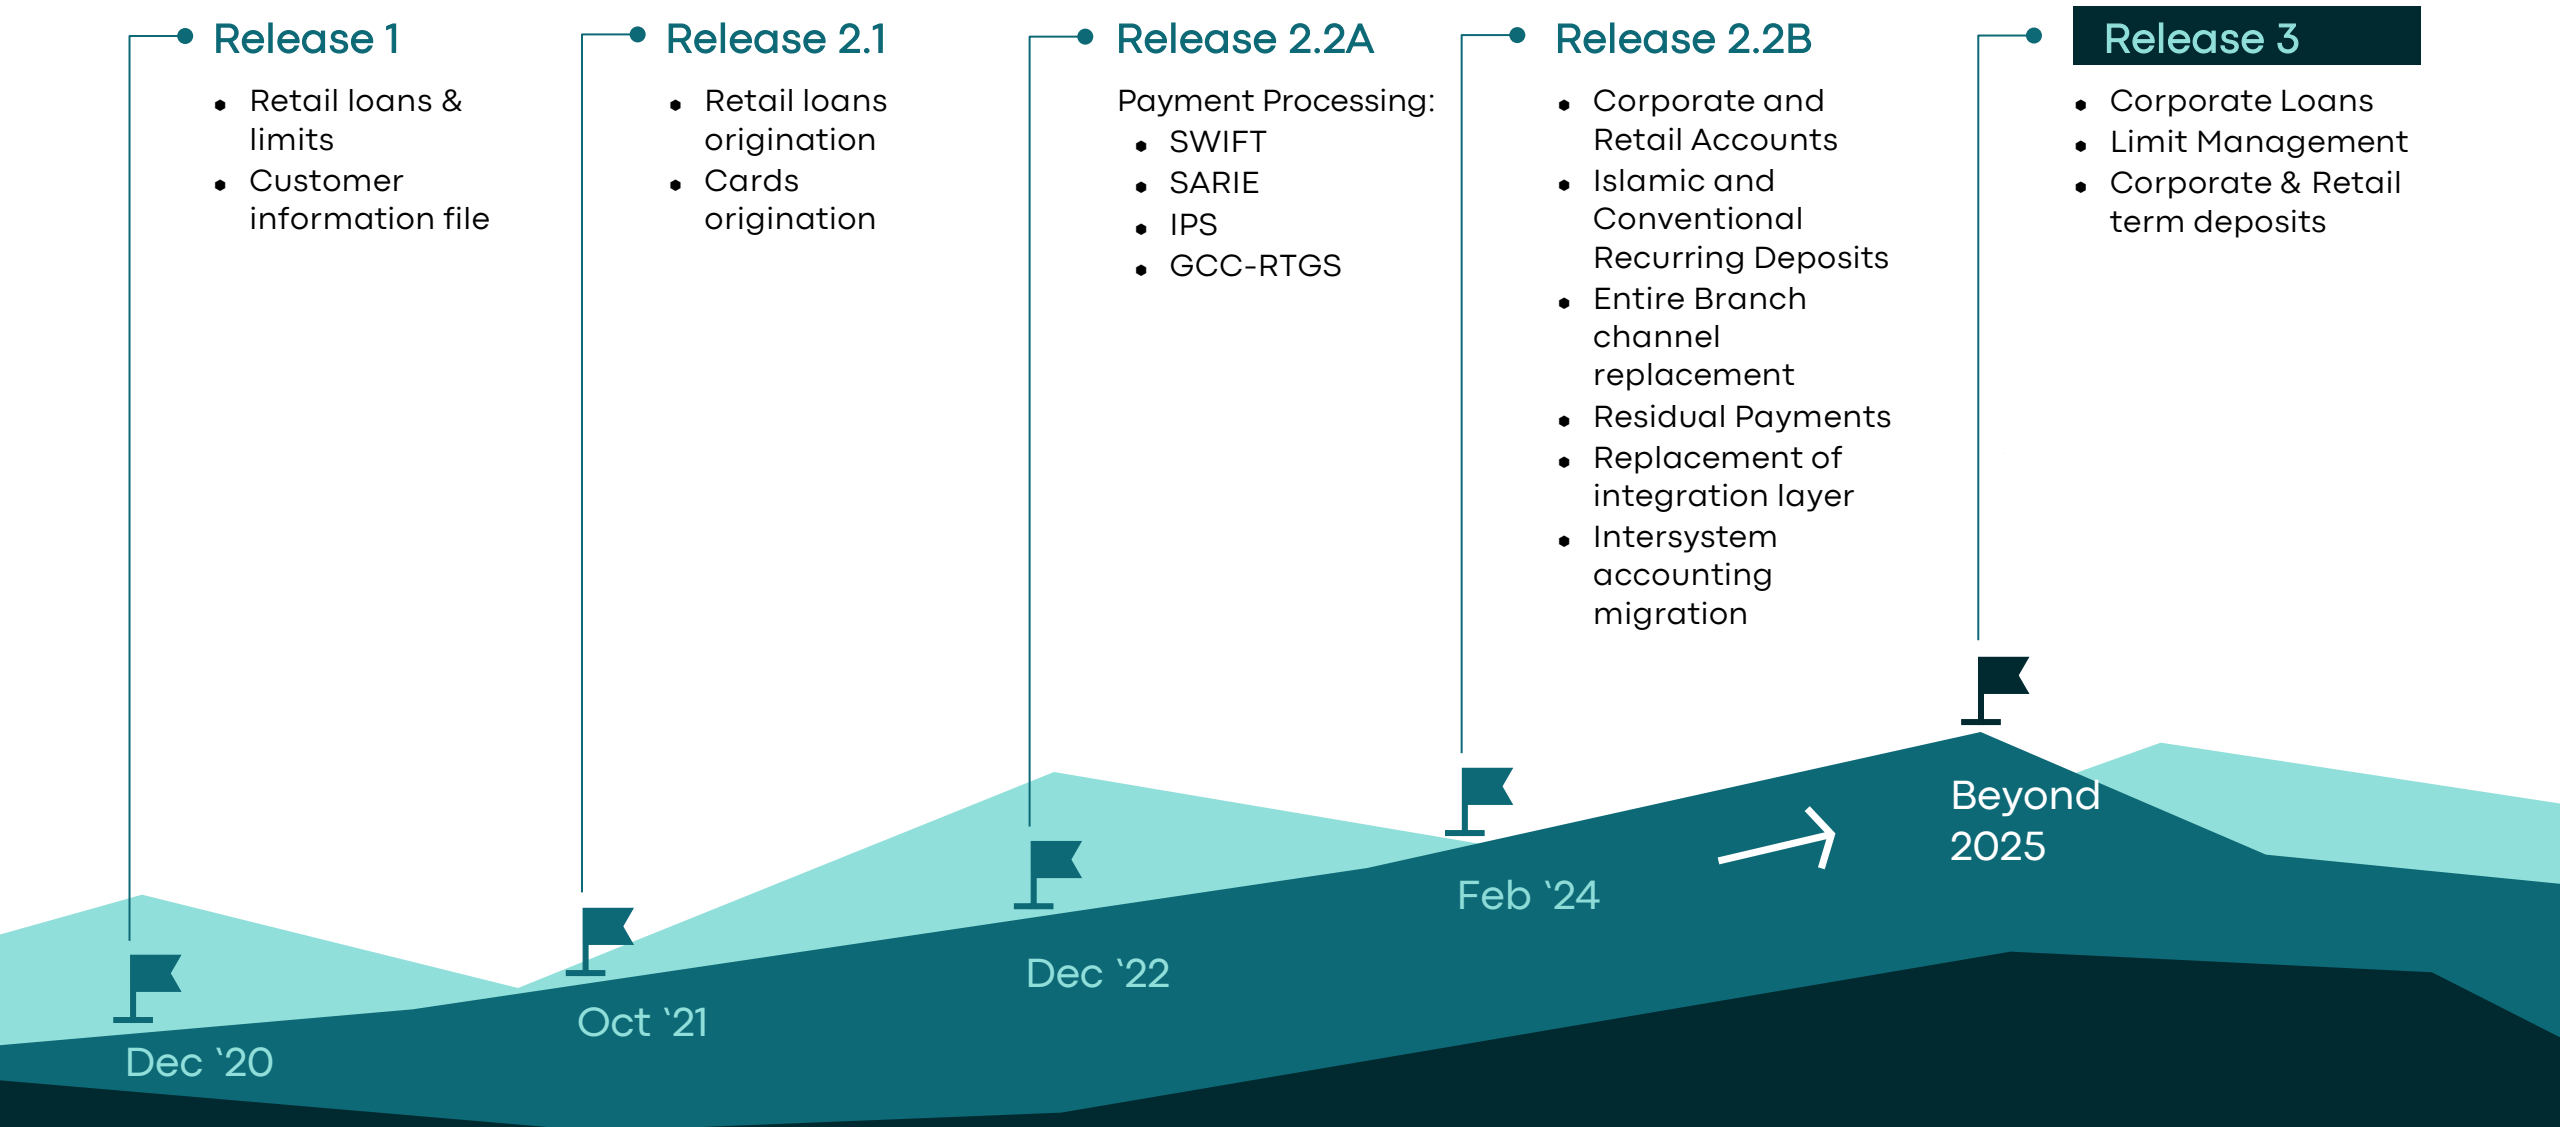 Release 1
Retail loans &
limits
Customer
information file
Release 2.1
Retail loans
origination
Cards
origination
Release 2.2A
Payment Processing:
SWIFT
SARIE
IPS
GCC-RTGS
Release 2.2B
Corporate and
Retail Accounts
Islamic and
Conventional
Recurring Deposits
Entire Branch
channel
replacement
Residual Payments
Replacement of
integration layer
Intersystem
accounting
migration
Release 3
Corporate Loans
Limit Management
Corporate & Retail
term deposits
Dec ‘20
Oct ‘21
Dec ‘22
Feb ‘24
Beyond
2025